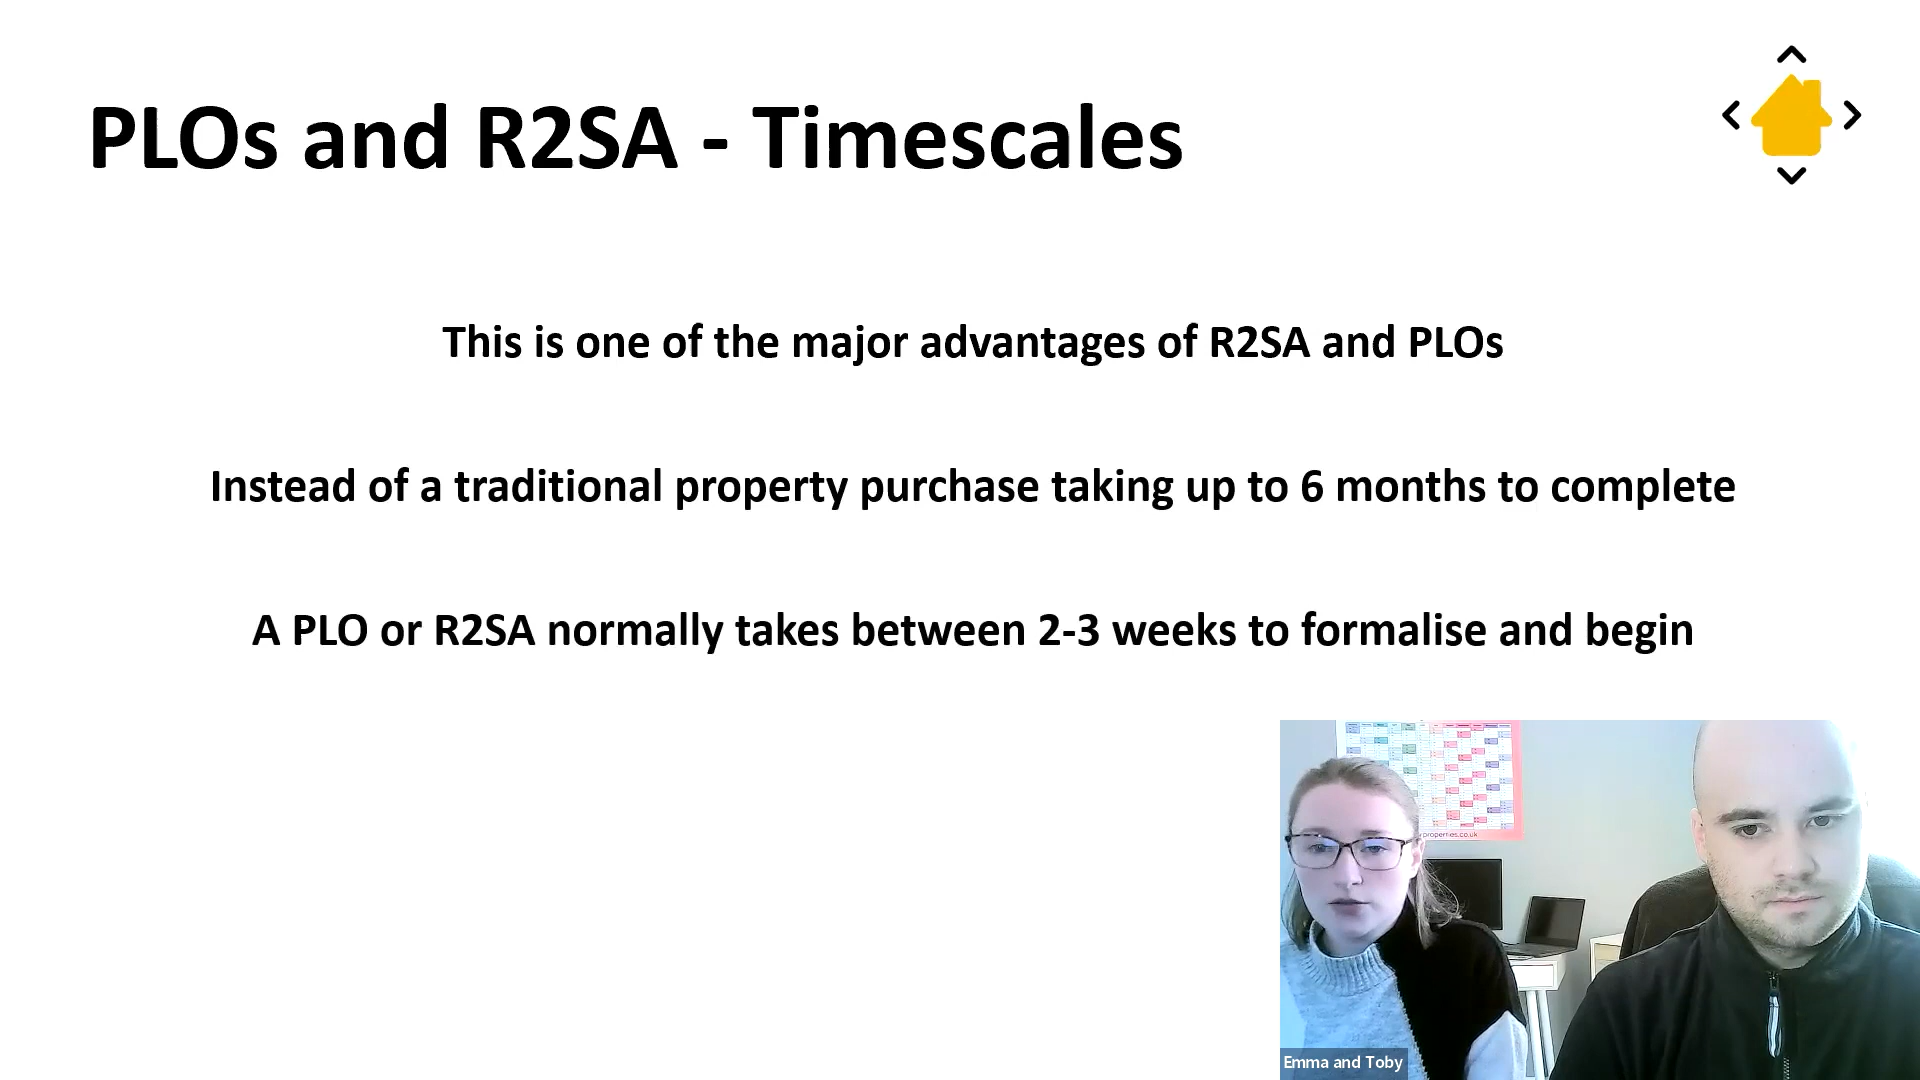 PLOs and R2SA - Timescales
This is one of the major advantages of R2SA and PLOs
Instead of a traditional property purchase taking up to 6 months to complete
A PLO or R2SA normally takes between 2-3 weeks to formalise and begin
Emma and Toby